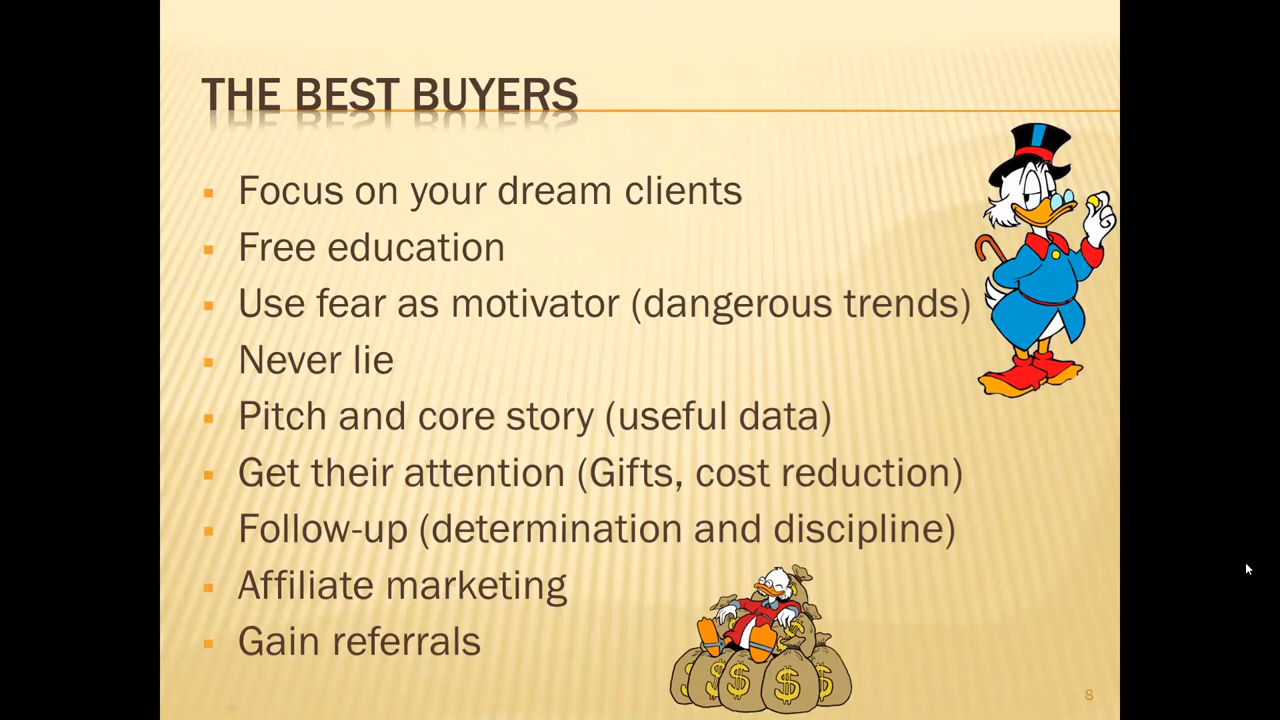 THE BEST BUYERS
Focus on your dream clients
Free education
Use fear as motivator (dangerous trends)
Never lie
Pitch and core story (useful data)
Get their attention (Gifts, cost reduction)
Follow-up (determination and discipline)
Affiliate marketing
Gain referrals
$ $ $ $ $
8